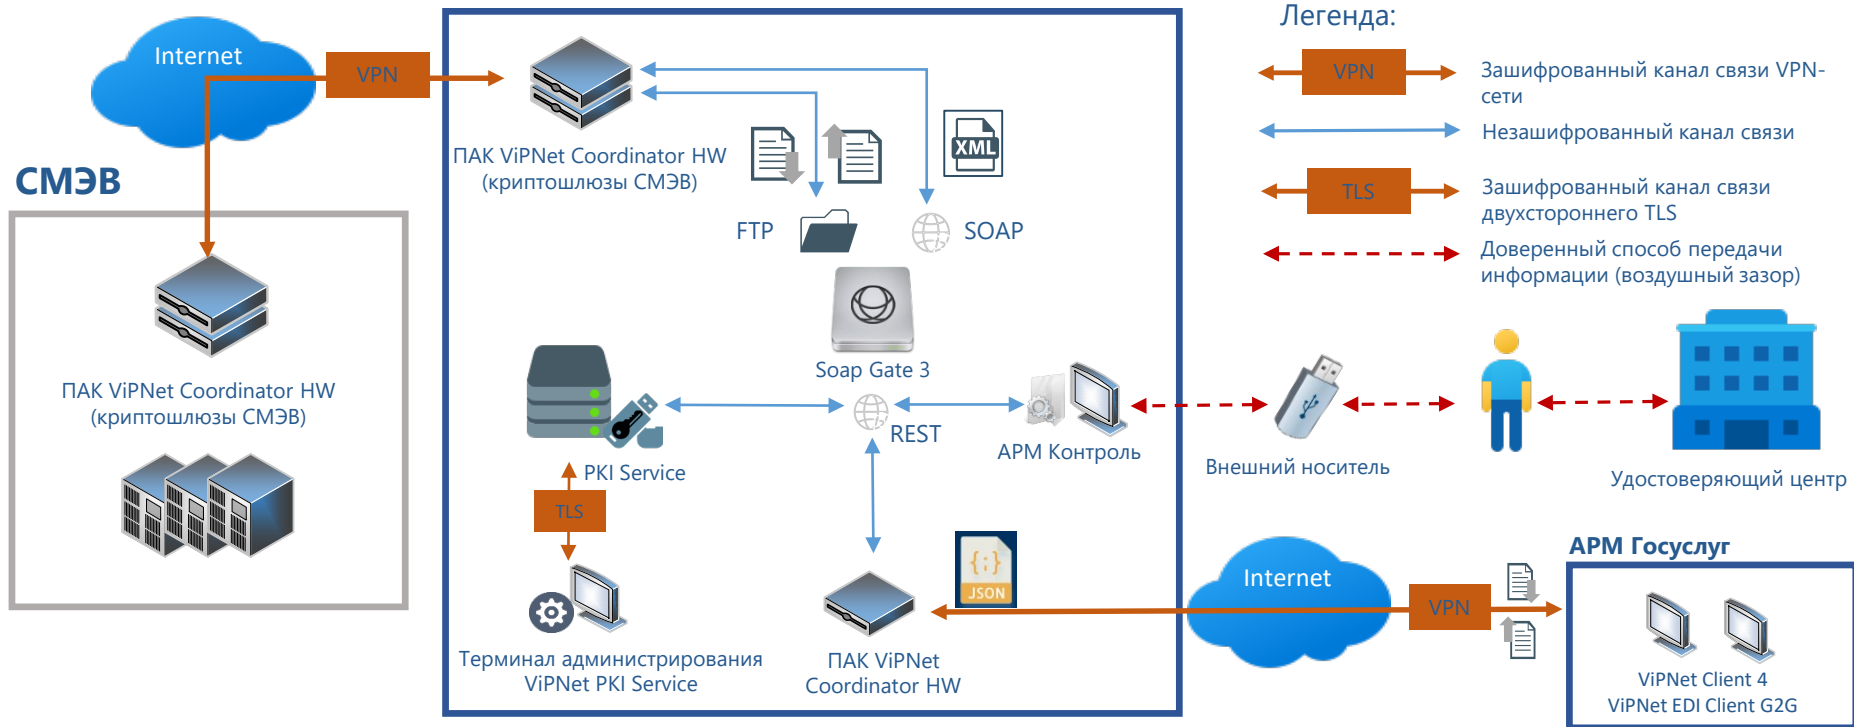 Internet
VPN
СМЭВ
ПАК ViPNet Coordinator HW
(криптошлюзы СМЭВ)
ПАК ViPNet Coordinator HW
(криптошлюзы СМЭВ)
XML
FTP
SOAP
Soap Gate 3
REST
PKI Service
TLS
Терминал администрирования
ViPNet PKI Service
АРМ Контроль
JSON
ПАК ViPNet
Coordinator HW
Легенда:
VPN
Зашифрованный канал связи VPN-
сети
Незашифрованный канал связи
TLS
Зашифрованный канал связи
двухстороннего TLS
Доверенный способ передачи
информации (воздушный зазор)
Внешний носитель
Удостоверяющий центр
Internet
VPN
АРМ Госуслуг
ViPNet Client 4
ViPNet EDI Client G2G